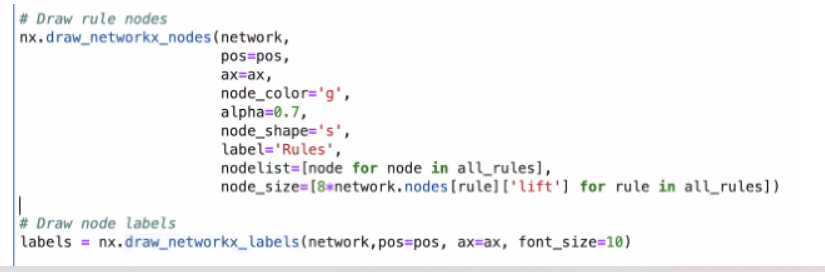 # Draw rule nodes
nx.draw_networkx_nodes(network,
                       pos=pos,
                       ax=ax,
                       node_color='g',
                       alpha=0.7,
                       node_shape='s',
                       label='Rules',
                       nodelist=[node for node in all_rules],
                       node_size=[8*network.nodes[rule]['lift'] for rule in all_rules])
# Draw node labels
labels = nx.draw_networkx_labels(network,pos=pos, ax=ax, font_size=10)